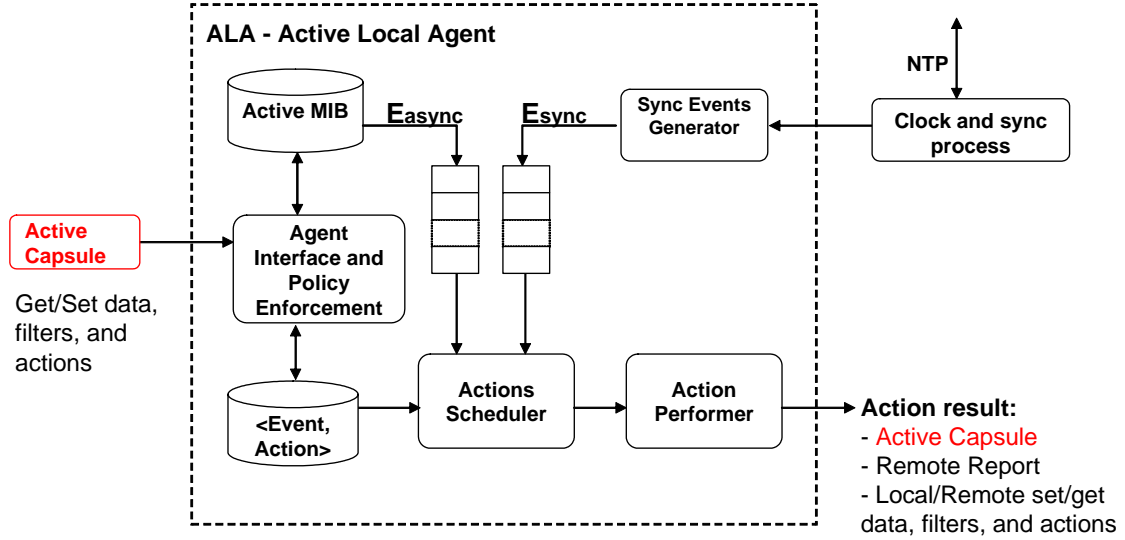 ALA - Active Local Agent
NTP
Active MIB
Easync
Esync
Sync Events
Generator
Clock and sync
process
Active
Capsule
Agent
Interface and
Policy
Enforcement
Get/Set data,
filters, and
actions
<Event,
Action>
Actions
Scheduler
Action
Performer
Action result:
- Active Capsule
- Remote Report
- Local/Remote set/get
data, filters, and actions